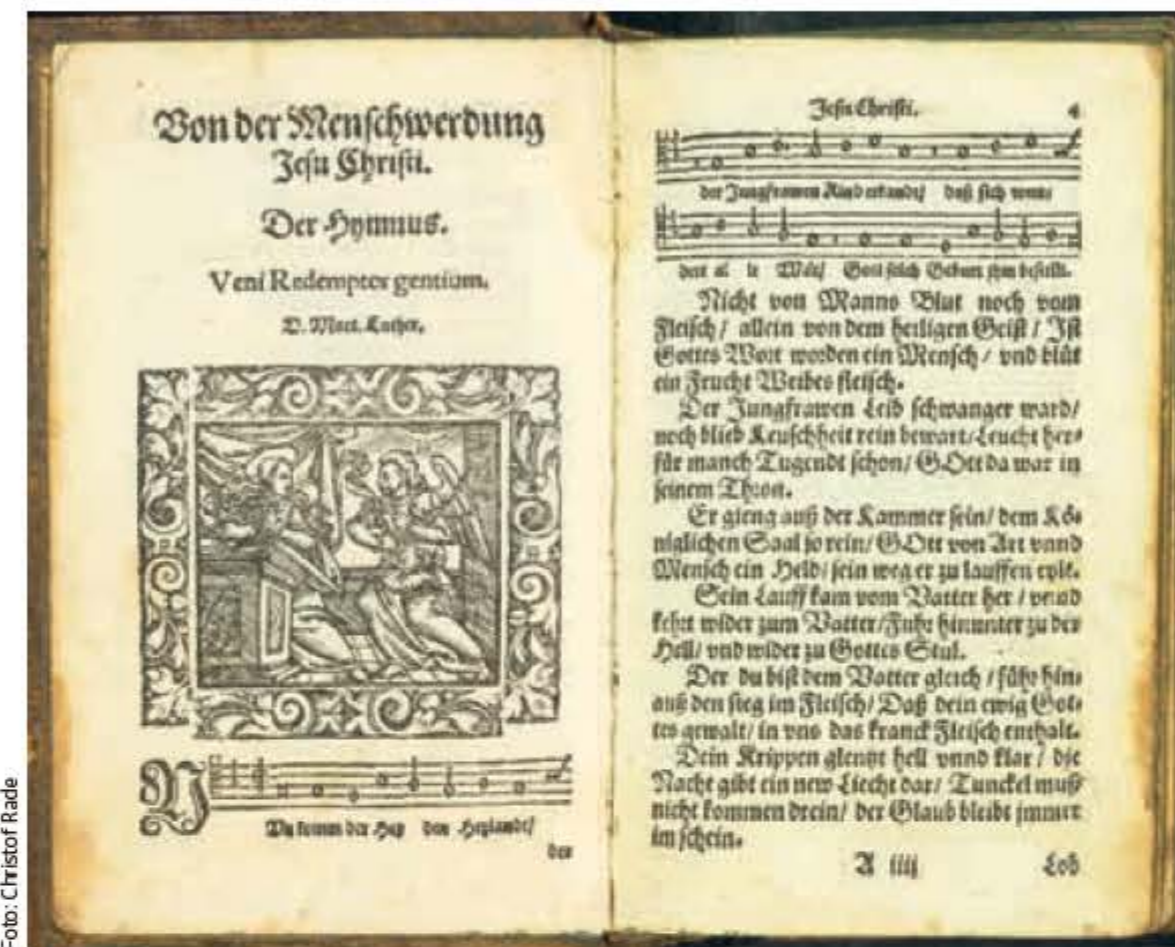 Von der Menschwerdung
Jesu Christi.
Der Hymnus.
Veni Redemptor gentium.
D. Mart. Luther.
NUn komm der Hey den Heylandt/
der
Jesu Christi. 4
der Jungfrawen Kind erkandt/ daß sich wun-
dert al le Welt/ Gott solch Geburt jhm bestellt.
Nicht von Manns Blut noch vom
Fleisch / allein von dem heiligen Geist / Ist
Gottes Wort worden ein Mensch / vnd blüt
ein Frucht Weibes fleisch.
Der Jungfrawen Leib schwanger ward/
noch blieb Keuschheit rein bewart/Leucht her-
für manch Tugendt schon/ GOtt da war in
seinem Thron.
Er gieng auß der Kammer sein/ dem Kö-
niglichen Saal so rein/ GOtt von Art vnnd
Mensch ein Held/ sein weg er zu lauffen eylt.
Sein Lauff kam vom Vatter her / vnnd
kehrt wider zum Vatter/Fuhr hinunter zu der
Hell/ vnd wider zu Gottes Stul.
Der du bist dem Vatter gleich / führ hin-
auß den sieg im Fleisch/ Daß dein ewig Got-
tes gewalt/ in vns das kranck Fleisch enthalt.
Dein Krippen glentzt hell vnnd klar / die
Nacht gibt ein new Liecht dar/ Tunckel muß
nicht kommen drein/ der Glaub bleibt jmmer
im schein.
A iiij Lob
Foto: Christof Rade